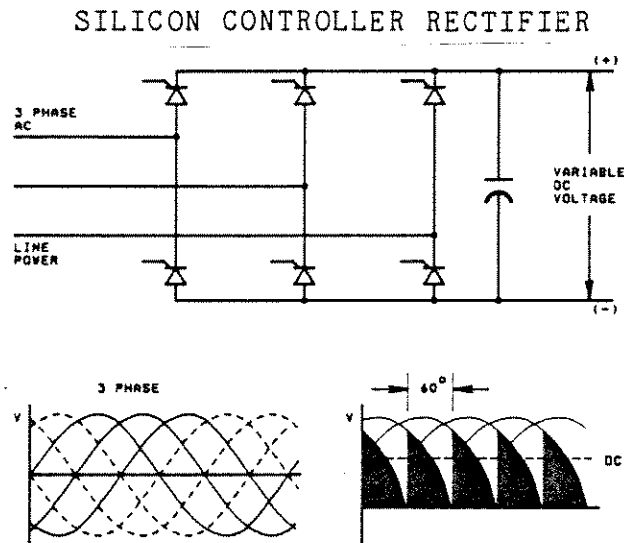 SILICON CONTROLLER RECTIFIER
(+)
3 PHASE
AC
VARIABLE
DC
VOLTAGE
LINE
POWER
(-)
3 PHASE
60°
V
V
DC